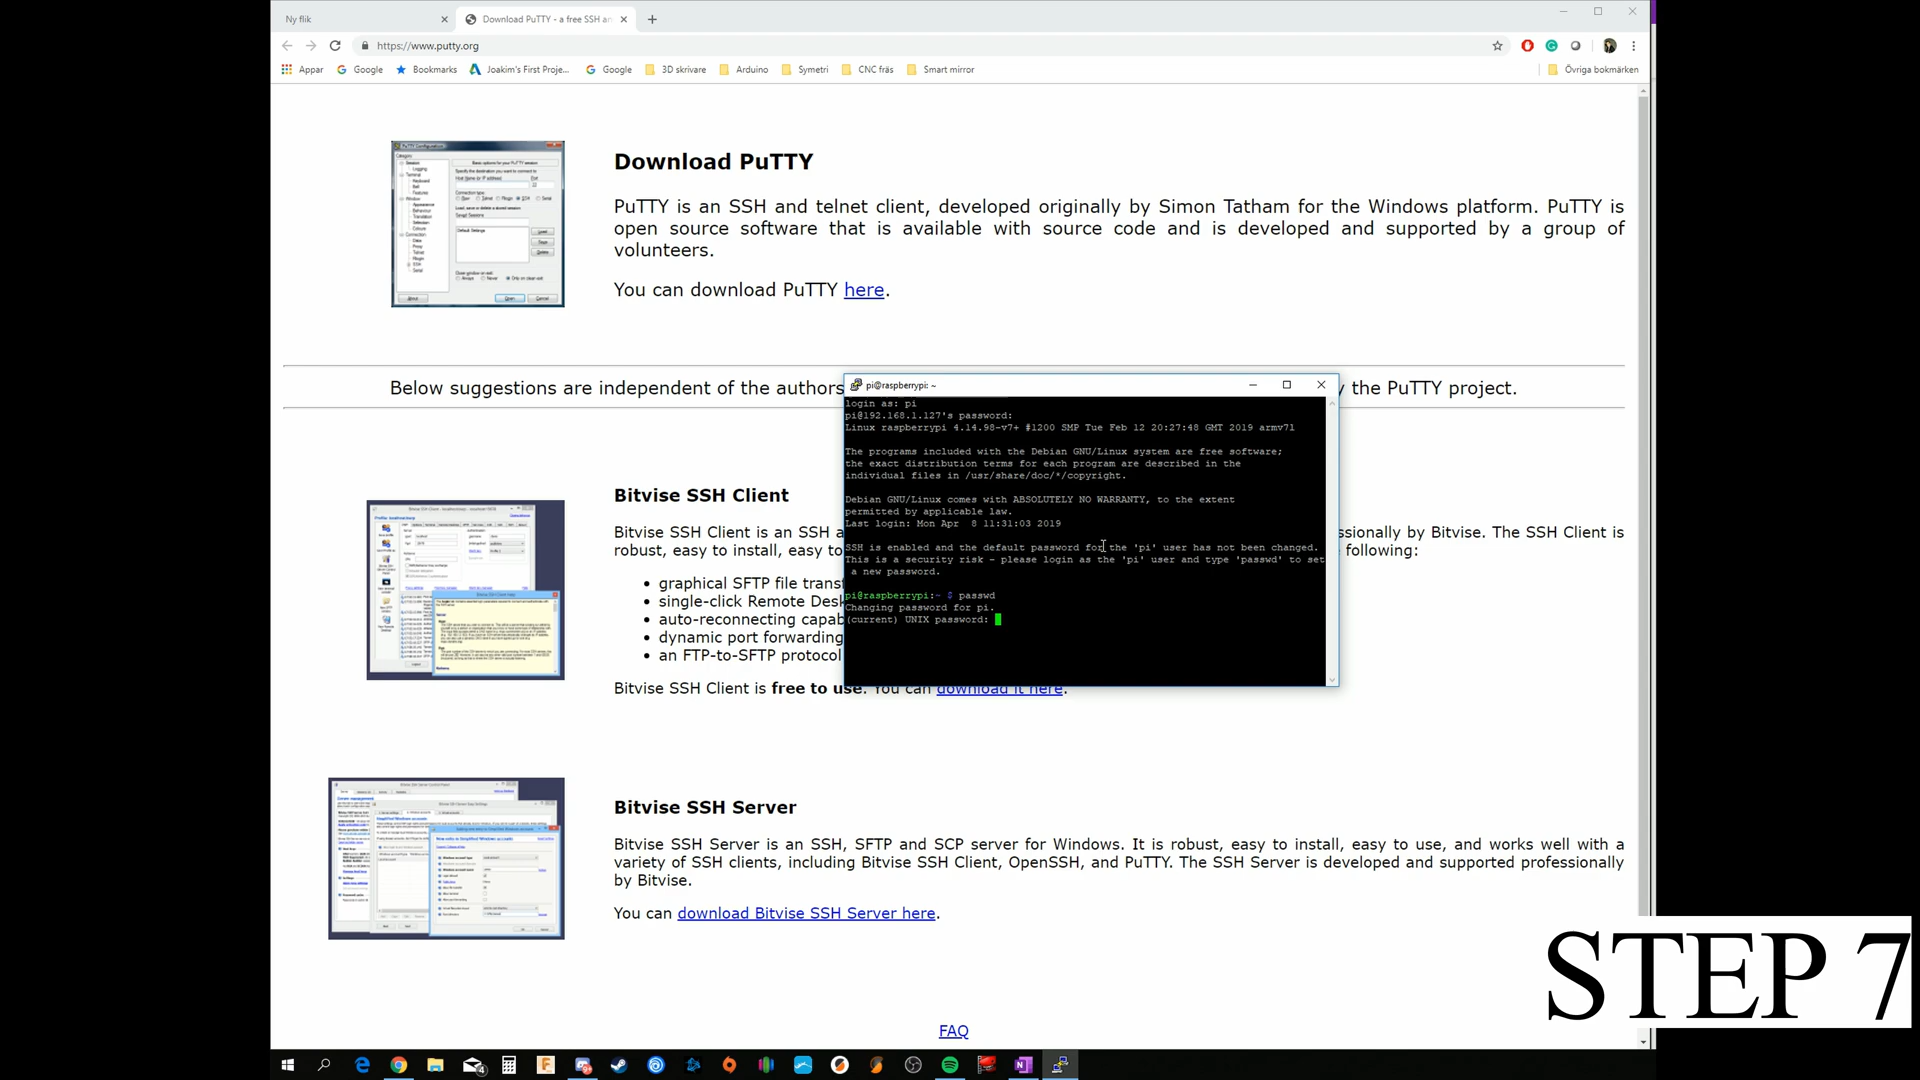 Ny flik
Download PuTTY - a free SSH an
https://www.putty.org
Appar
Google
Bookmarks
Joakim's First Proje...
Google
3D skrivare
Arduino
Symetri
CNC fräs
Smart mirror
Övriga bokmärken
Download PuTTY
PuTTY is an SSH and telnet client, developed originally by Simon Tatham for the Windows platform. PuTTY is
open source software that is available with source code and is developed and supported by a group of
volunteers.
You can download PuTTY here.
Below suggestions are independent of the authors
y the PuTTY project.
pi@raspberrypi: ~
login as: pi
pi@192.168.1.127's password:
Linux raspberrypi 4.14.98-v7+ #1200 SMP Tue Feb 12 20:27:48 GMT 2019 armv7l
The programs included with the Debian GNU/Linux system are free software;
the exact distribution terms for each program are described in the
individual files in /usr/share/doc/*/copyright.
Debian GNU/Linux comes with ABSOLUTELY NO WARRANTY, to the extent
permitted by applicable law.
Last login: Mon Apr  8 11:31:03 2019
SSH is enabled and the default password for the 'pi' user has not been changed.
This is a security risk - please login as the 'pi' user and type 'passwd' to set
a new password.
pi@raspberrypi:~ $ passwd
Changing password for pi.
(current) UNIX password:
Bitvise SSH Client
Bitvise SSH Client is an SSH a
ssionally by Bitvise. The SSH Client is
robust, easy to install, easy to
following:
graphical SFTP file transf
single-click Remote Des
auto-reconnecting capab
dynamic port forwarding
an FTP-to-SFTP protocol
Bitvise SSH Client is free to use. You can download it here.
Bitvise SSH Server
Bitvise SSH Server is an SSH, SFTP and SCP server for Windows. It is robust, easy to install, easy to use, and works well with a
variety of SSH clients, including Bitvise SSH Client, OpenSSH, and PuTTY. The SSH Server is developed and supported professionally
by Bitvise.
You can download Bitvise SSH Server here.
FAQ
STEP 7